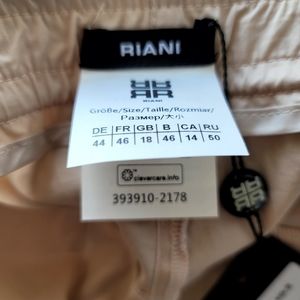 RIANI
RIANI
Größe/Size/Taille/Rozmiar/
Размер/大小
DE FR GB B CA RU
44 46 18 46 14 50
clevercare.info
393910-2178